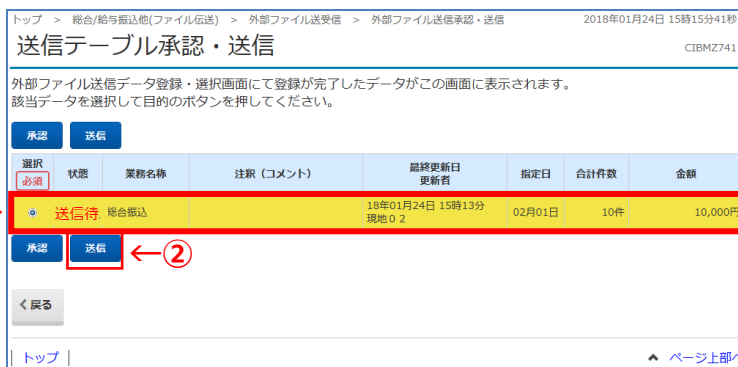 トップ > 総合/給与振込他(ファイル伝送) > 外部ファイル送受信 > 外部ファイル送信承認・送信 2018年01月24日 15時15分41秒
送信テーブル承認・送信 CIBMZ741
外部ファイル送信データ登録・選択画面にて登録が完了したデータがこの画面に表示されます。
該当データを選択して目的のボタンを押してください。
承認 送信
選択 必須 状態 業務名称 注釈（コメント） 最終更新日 更新者 指定日 合計件数 金額
送信待 総合振込 18年01月24日 15時13分 現地０２ 02月01日 10件 10,000円
承認 送信 ←②
＜戻る
| トップ | ページ上部へ